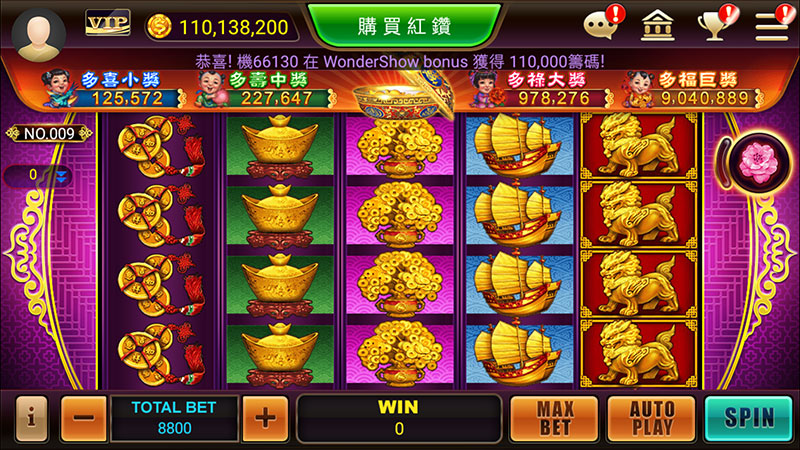 VIP
110,138,200
購買紅鑽
恭喜! 機66130 在 WonderShow bonus 獲得 110,000籌碼!
多喜小獎
125,572
多壽中獎
227,647
多祿大獎
978,276
多福巨獎
9,040,889
NO.009
0
i
TOTAL BET
8800
WIN
0
MAX BET
AUTO PLAY
SPIN